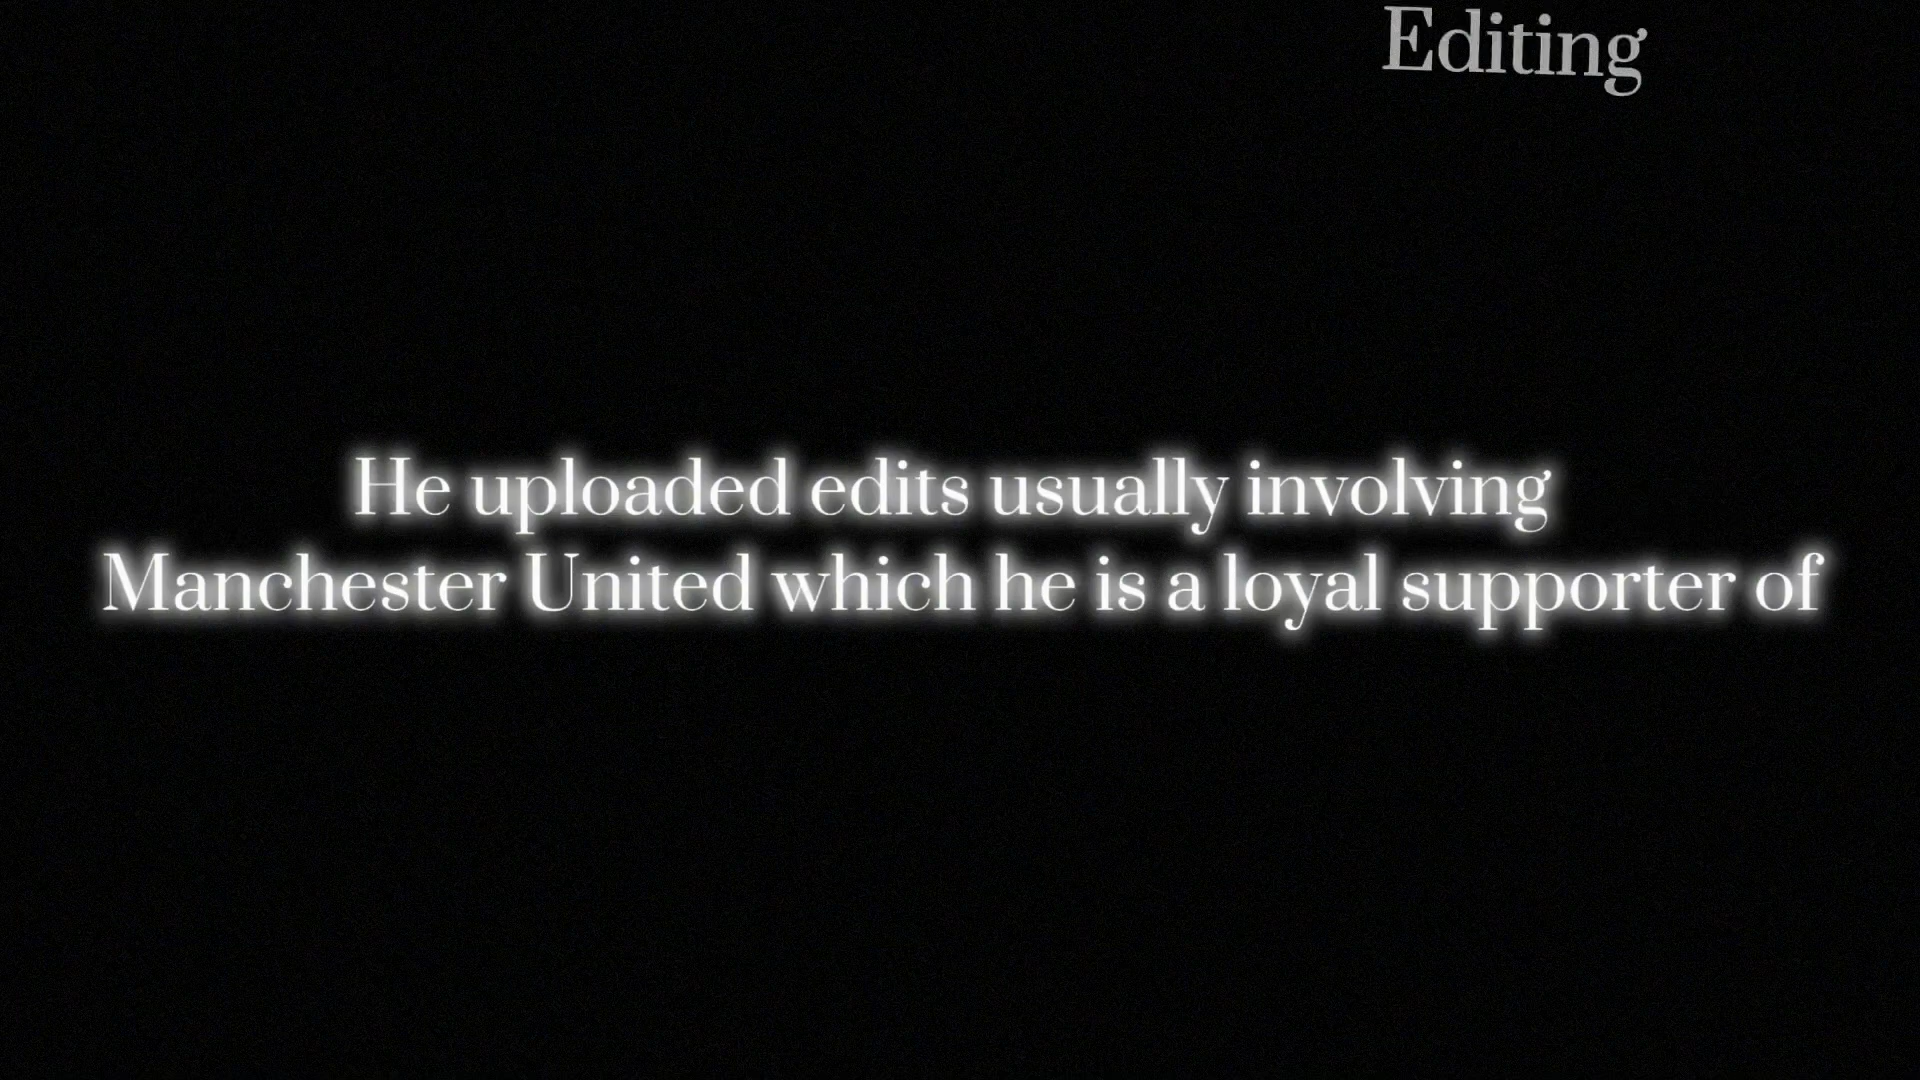 Editing
He uploaded edits usually involving
Manchester United which he is a loyal supporter of